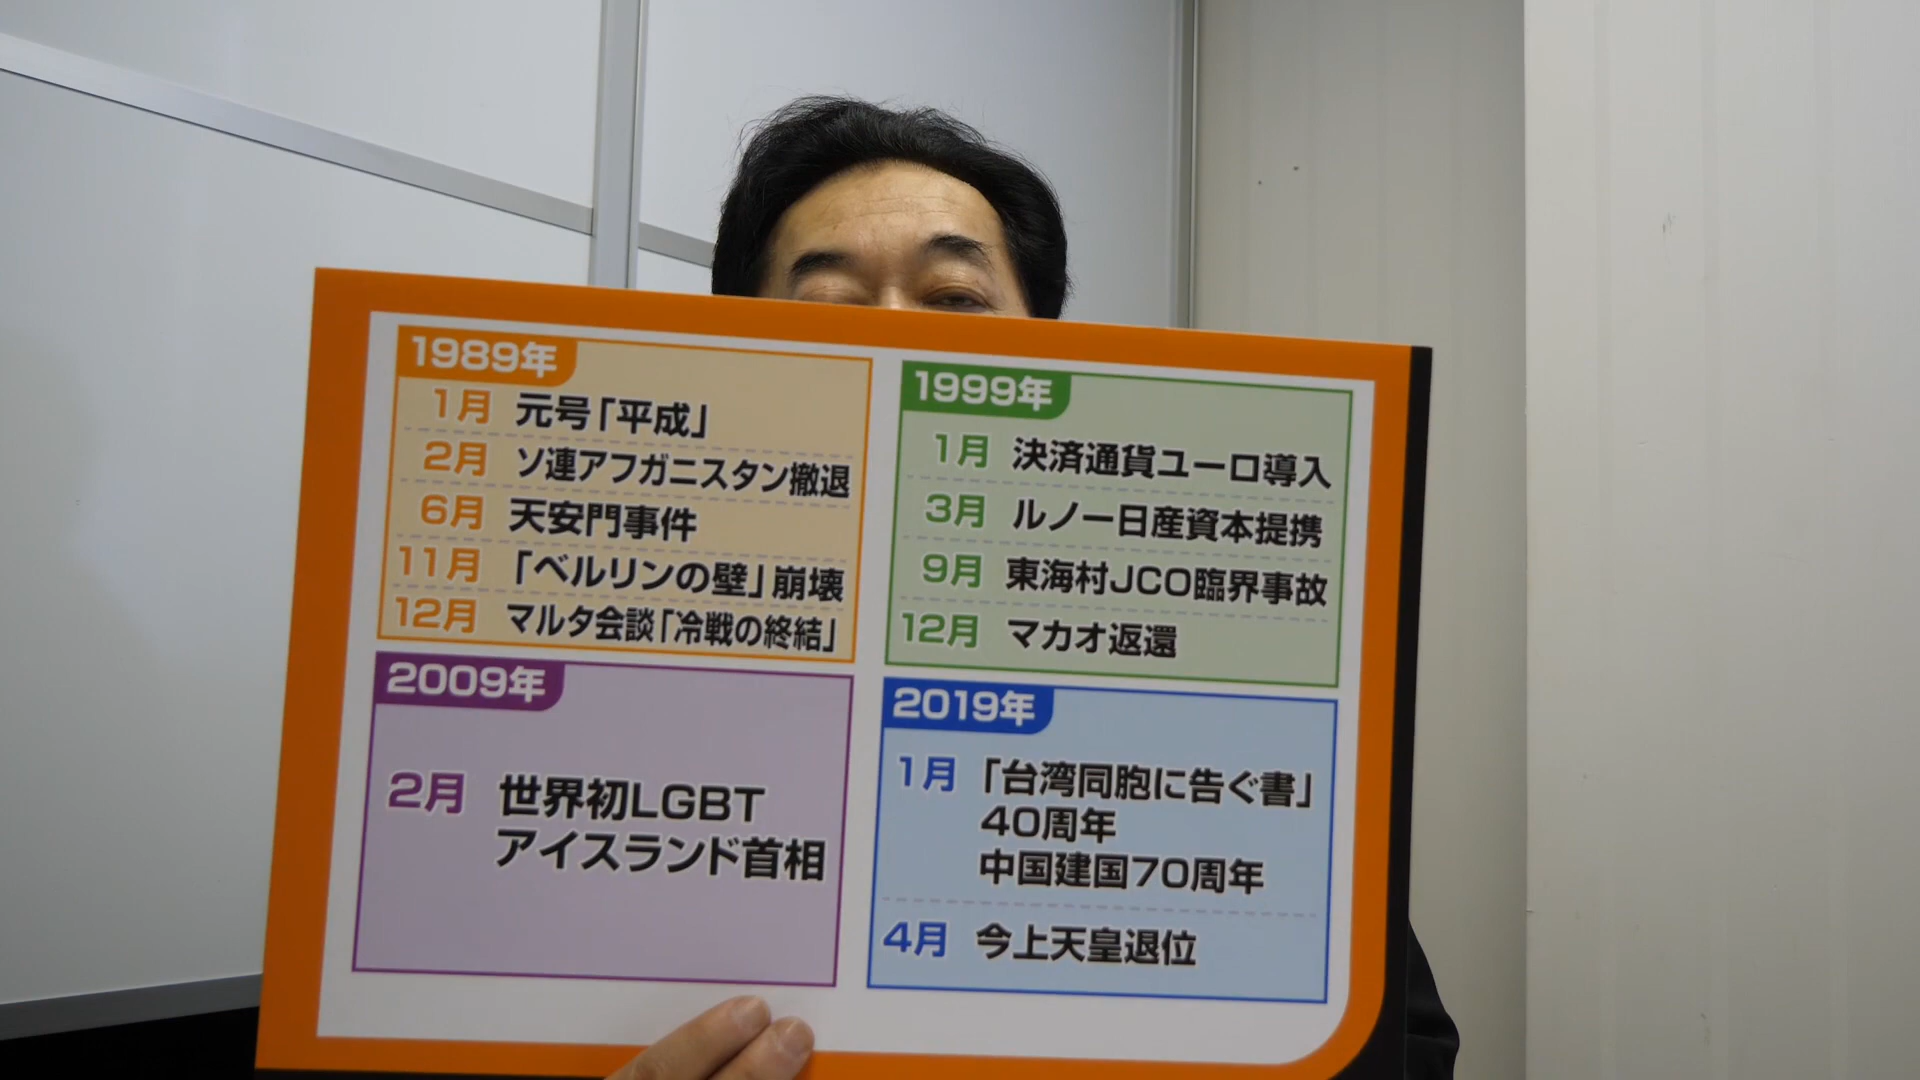 1989年
1月 元号「平成」
2月 ソ連アフガニスタン撤退
6月 天安門事件
11月 「ベルリンの壁」崩壊
12月 マルタ会談「冷戦の終結」
1999年
1月 決済通貨ユーロ導入
3月 ルノー日産資本提携
9月 東海村JCO臨界事故
12月 マカオ返還
2009年
2月 世界初LGBT
アイスランド首相
2019年
1月 「台湾同胞に告ぐ書」
40周年
中国建国70周年
4月 今上天皇退位